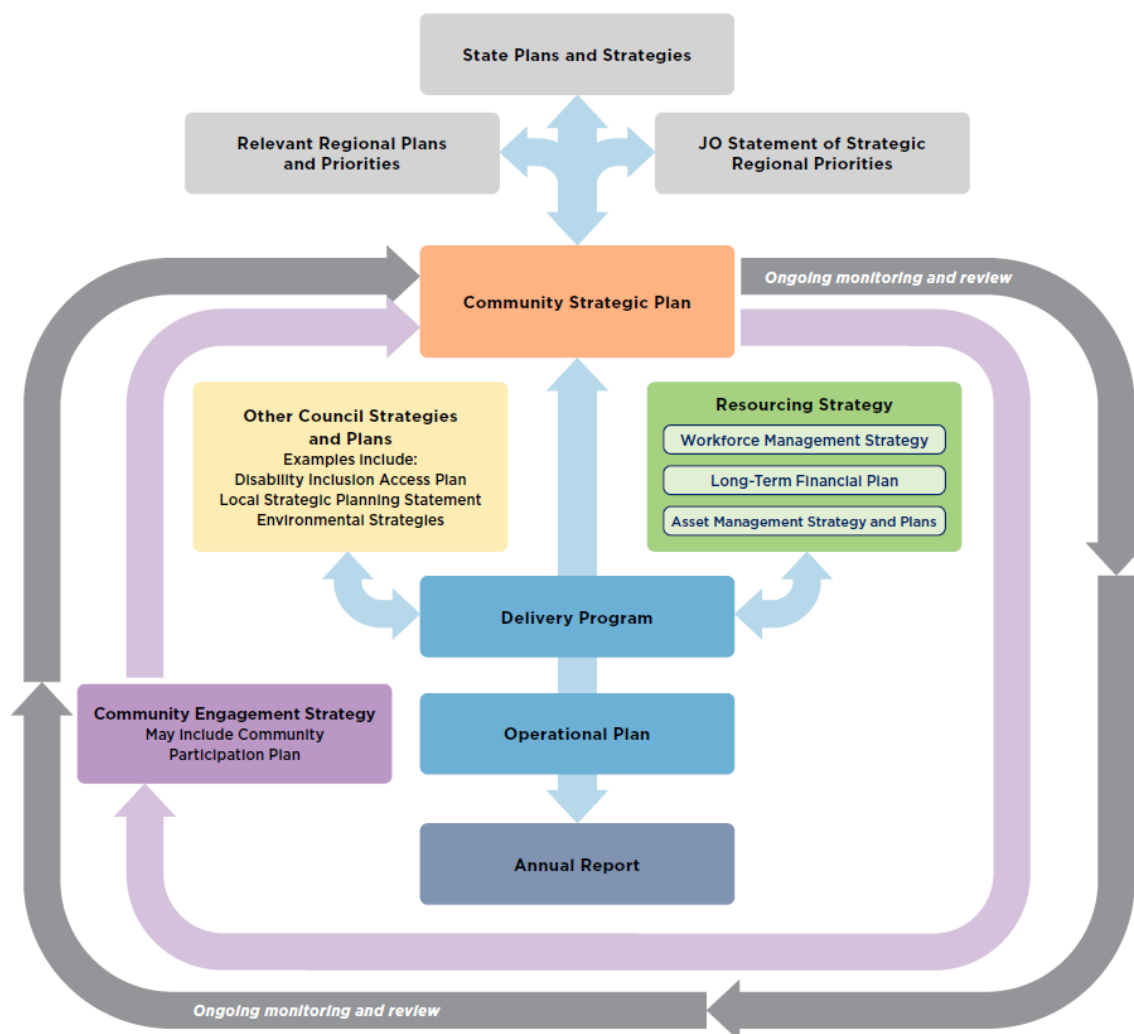 State Plans and Strategies
Relevant Regional Plans
and Priorities
JO Statement of Strategic
Regional Priorities
Community Strategic Plan
Ongoing monitoring and review
Other Council Strategies
and Plans
Examples include:
Disability Inclusion Access Plan
Local Strategic Planning Statement
Environmental Strategies
Resourcing Strategy
Workforce Management Strategy
Long-Term Financial Plan
Asset Management Strategy and Plans
Delivery Program
Community Engagement Strategy
May Include Community
Participation Plan
Operational Plan
Annual Report
Ongoing monitoring and review